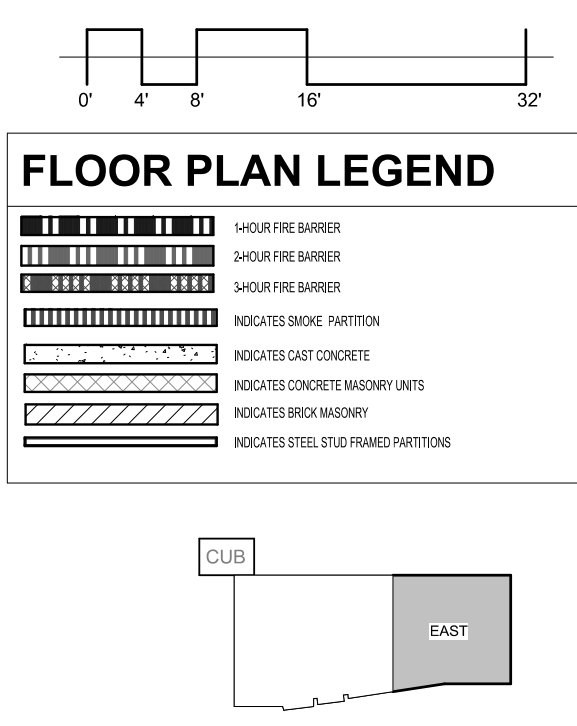 0' 4' 8' 16' 32'
FLOOR PLAN LEGEND
1-HOUR FIRE BARRIER
2-HOUR FIRE BARRIER
3-HOUR FIRE BARRIER
INDICATES SMOKE PARTITION
INDICATES CAST CONCRETE
INDICATES CONCRETE MASONRY UNITS
INDICATES BRICK MASONRY
INDICATES STEEL STUD FRAMED PARTITIONS
CUB
EAST